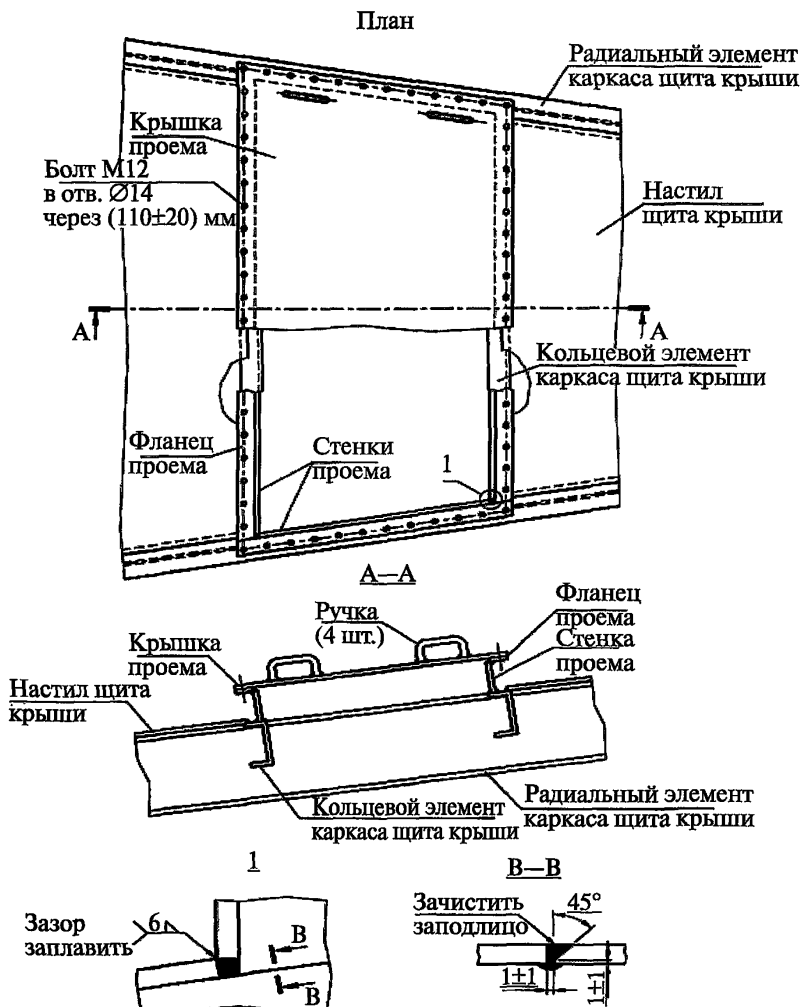 План
Радиальный элемент
каркаса щита крыши
Крышка
проема
Болт М12
в отв. ∅14
через (110±20) мм
Настил
щита крыши
А
А
Кольцевой элемент
каркаса щита крыши
Фланец
проема
Стенки
проема
1
А—А
Ручка
(4 шт.)
Фланец
проема
Стенка
проема
Крышка
проема
Настил щита
крыши
Кольцевой элемент
каркаса щита крыши
Радиальный элемент
каркаса щита крыши
1
Зазор
заплавить
6
В
В
В—В
Зачистить
заподлицо
45°
1±1
1±1